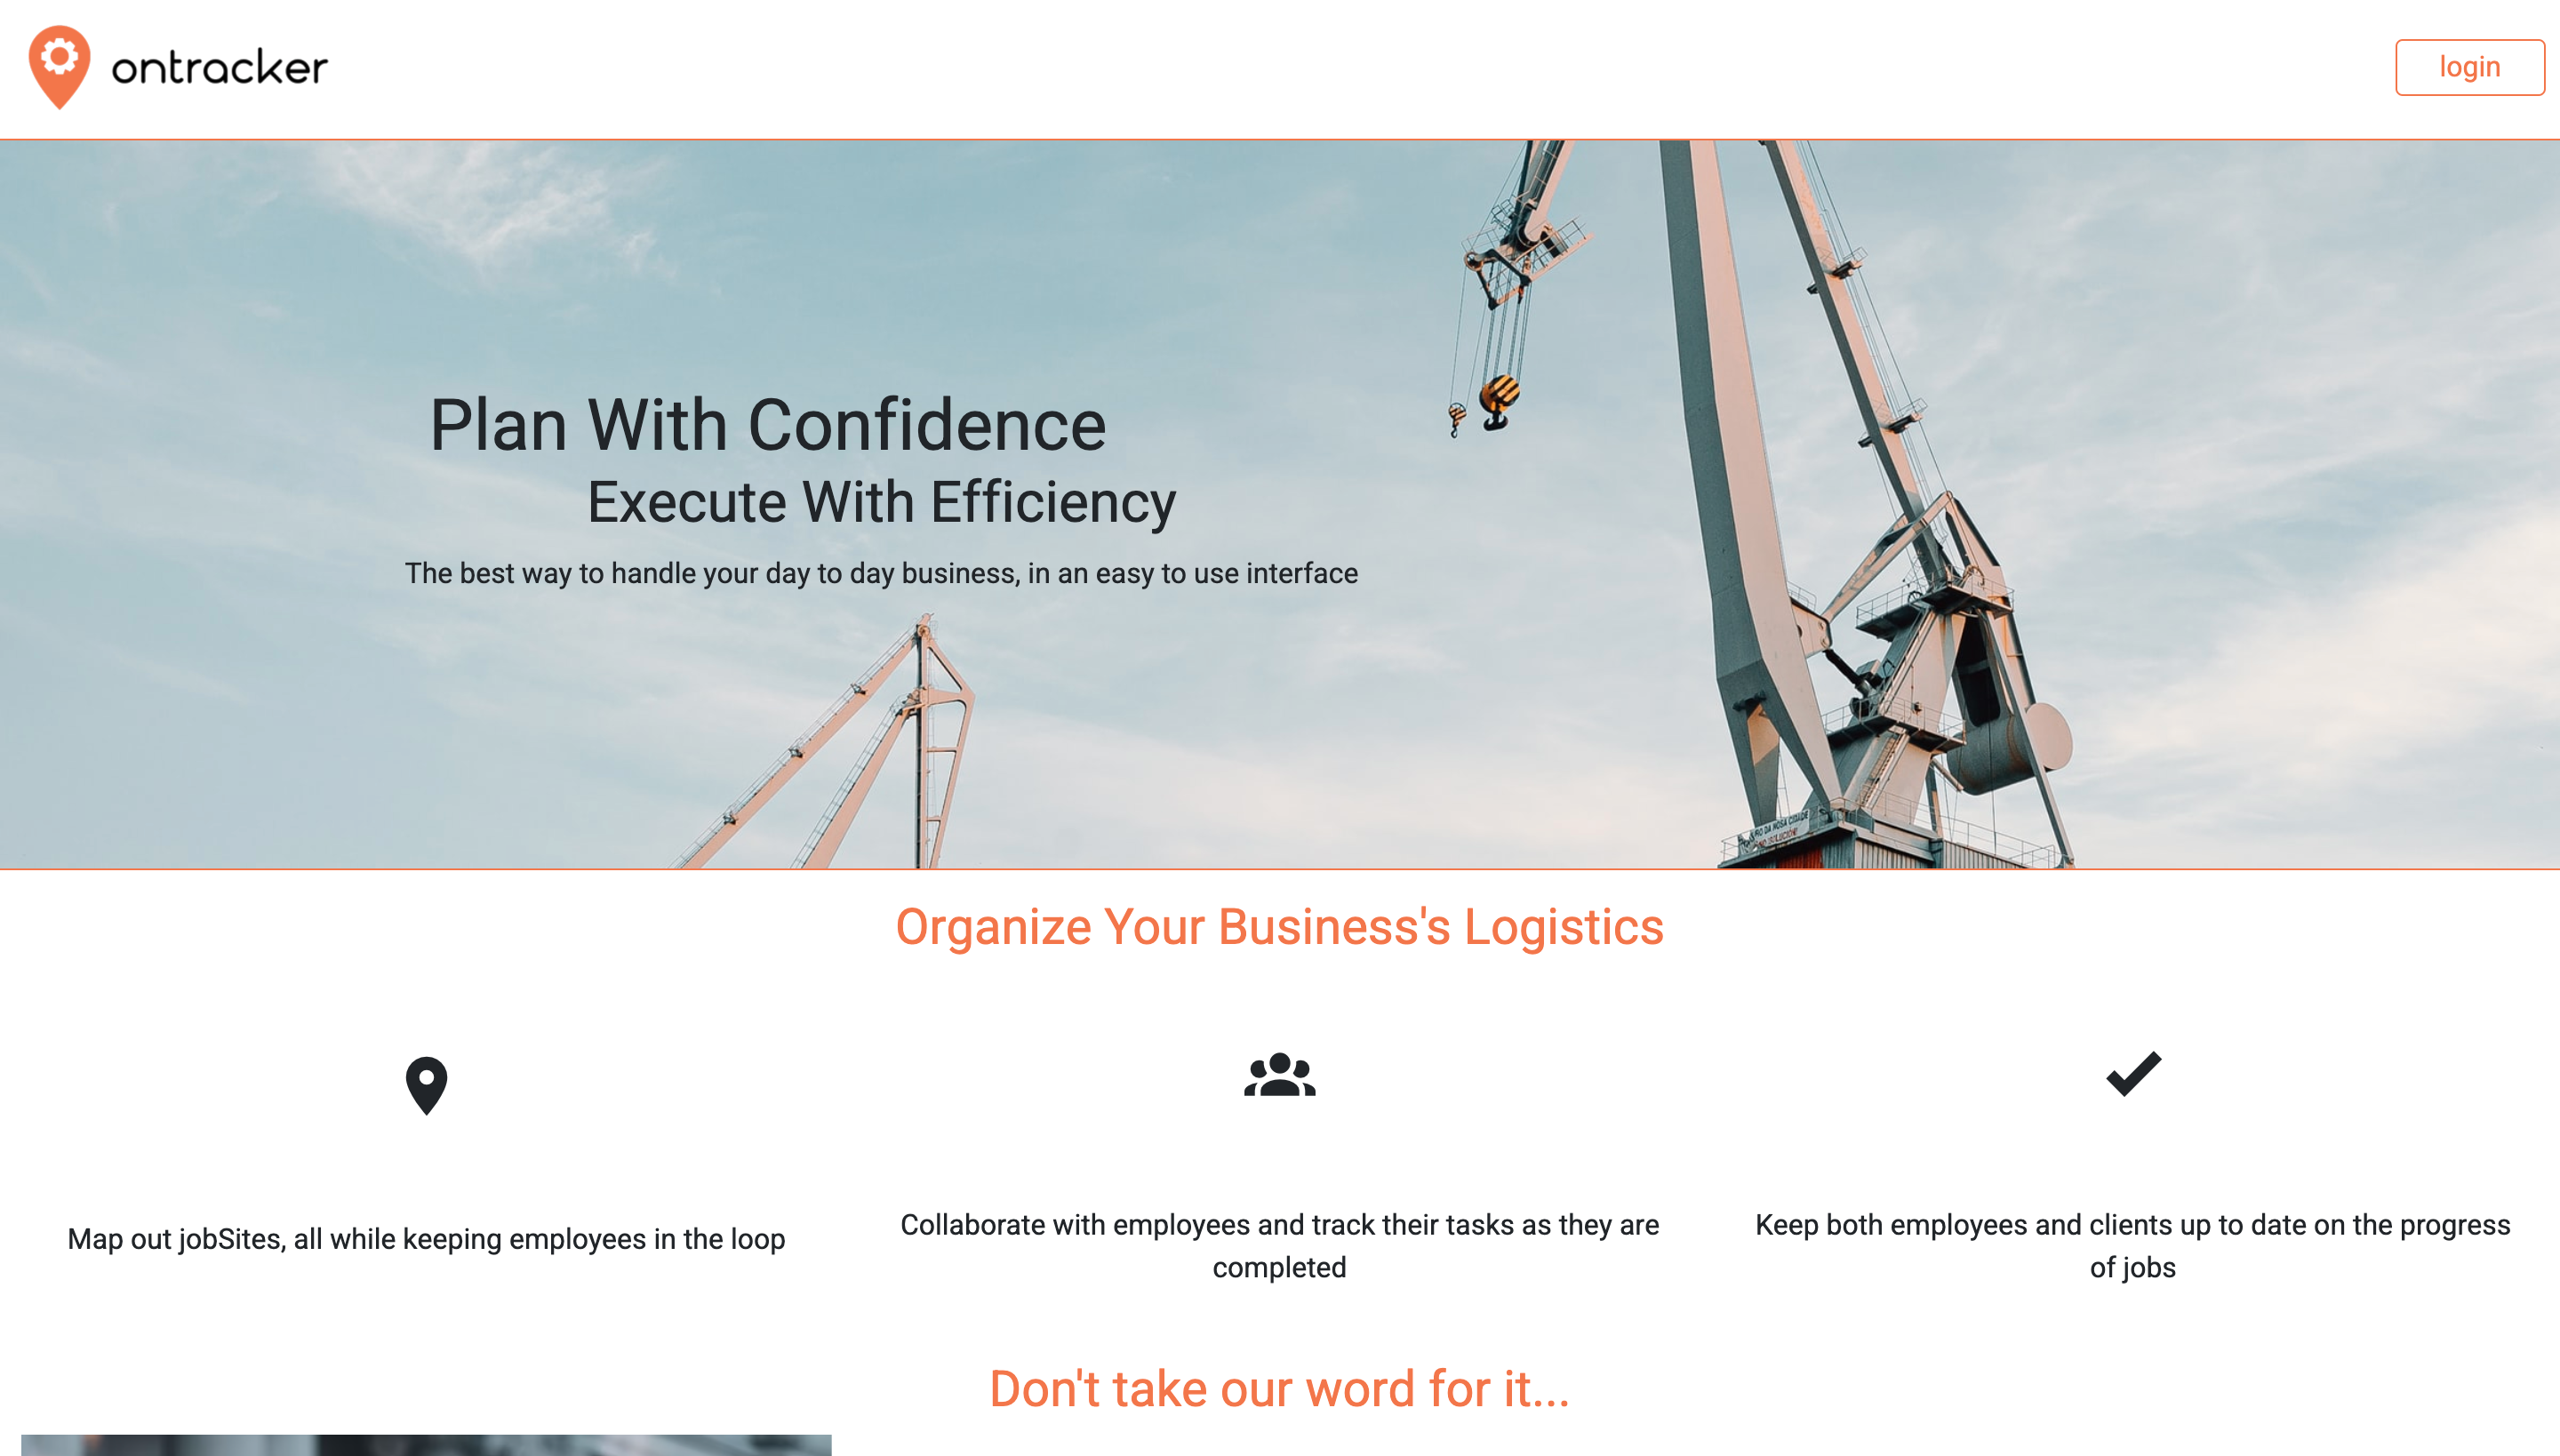 ontracker
login
Plan With Confidence
Execute With Efficiency
The best way to handle your day to day business, in an easy to use interface
Organize Your Business's Logistics
Map out jobSites, all while keeping employees in the loop
Collaborate with employees and track their tasks as they are
completed
Keep both employees and clients up to date on the progress
of jobs
Don't take our word for it...